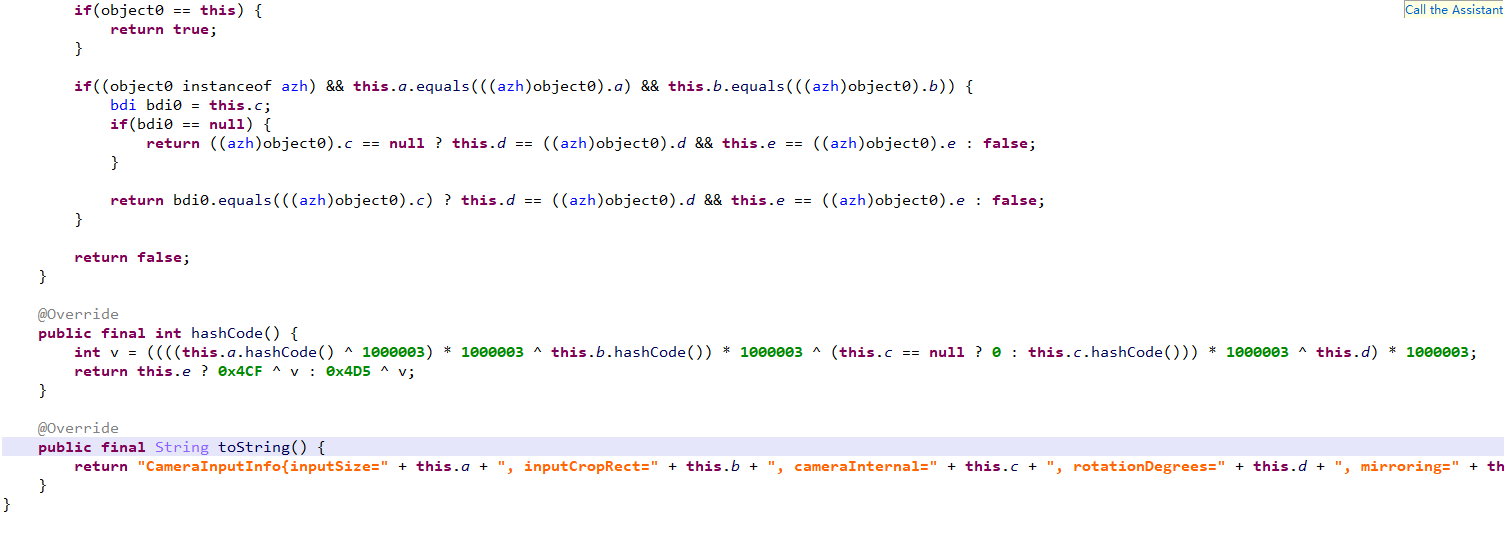 if(object0 == this) {
Call the Assistant
return true;
}
if((object0 instanceof azh) && this.a.equals(((azh)object0).a) && this.b.equals(((azh)object0).b)) {
bdi bdi0 = this.c;
if(bdi0 == null) {
return ((azh)object0).c == null ? this.d == ((azh)object0).d && this.e == ((azh)object0).e : false;
}
return bdi0.equals(((azh)object0).c) ? this.d == ((azh)object0).d && this.e == ((azh)object0).e : false;
}
return false;
}
@Override
public final int hashCode() {
int v = ((((this.a.hashCode() ^ 1000003) * 1000003 ^ this.b.hashCode()) * 1000003 ^ (this.c == null ? 0 : this.c.hashCode())) * 1000003 ^ this.d) * 1000003;
return this.e ? 0x4CF ^ v : 0x4D5 ^ v;
}
@Override
public final String toString() {
return "CameraInputInfo{inputSize=" + this.a + ", inputCropRect=" + this.b + ", cameraInternal=" + this.c + ", rotationDegrees=" + this.d + ", mirroring=" + th
}
}